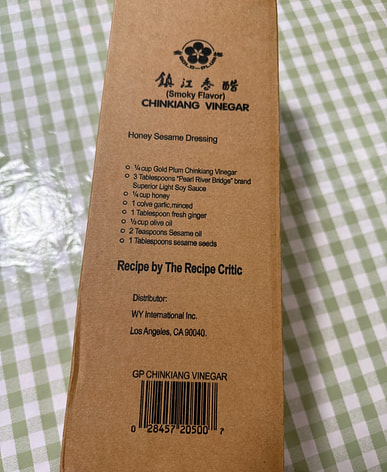 GOLD PLUM
鎮江香醋
(Smoky Flavor)
CHINKIANG VINEGAR
Honey Sesame Dressing
¼ cup Gold Plum Chinkiang Vinegar
3 Tablespoons "Pearl River Bridge" brand
Superior Light Soy Sauce
¼ cup honey
1 colve garlic,minced
1 Tablespoon fresh ginger
½ cup olive oil
2 Teaspoons Sesame oil
1 Tablespoons sesame seeds
Recipe by The Recipe Critic
Distributor:
WY International Inc.
Los Angeles, CA 90040.
GP CHINKIANG VINEGAR
0 28457 20500 7